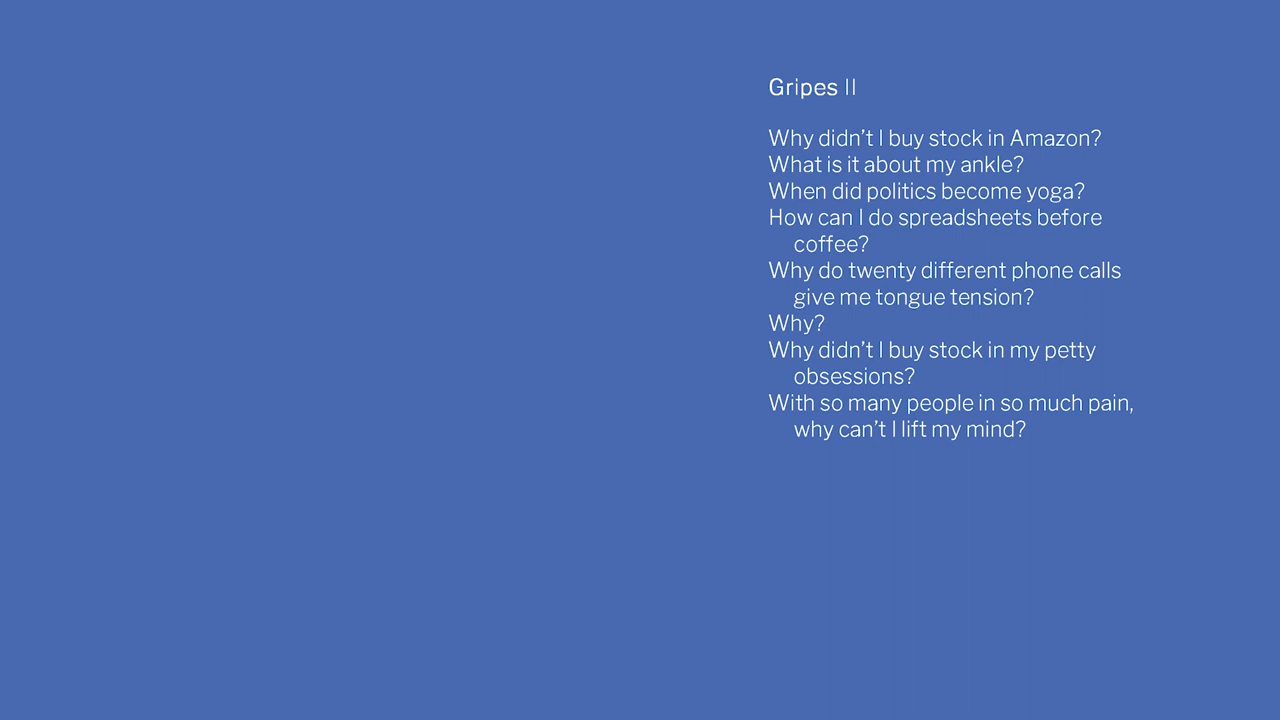 Gripes II
Why didn’t I buy stock in Amazon?
What is it about my ankle?
When did politics become yoga?
How can I do spreadsheets before
coffee?
Why do twenty different phone calls
give me tongue tension?
Why?
Why didn’t I buy stock in my petty
obsessions?
With so many people in so much pain,
why can’t I lift my mind?